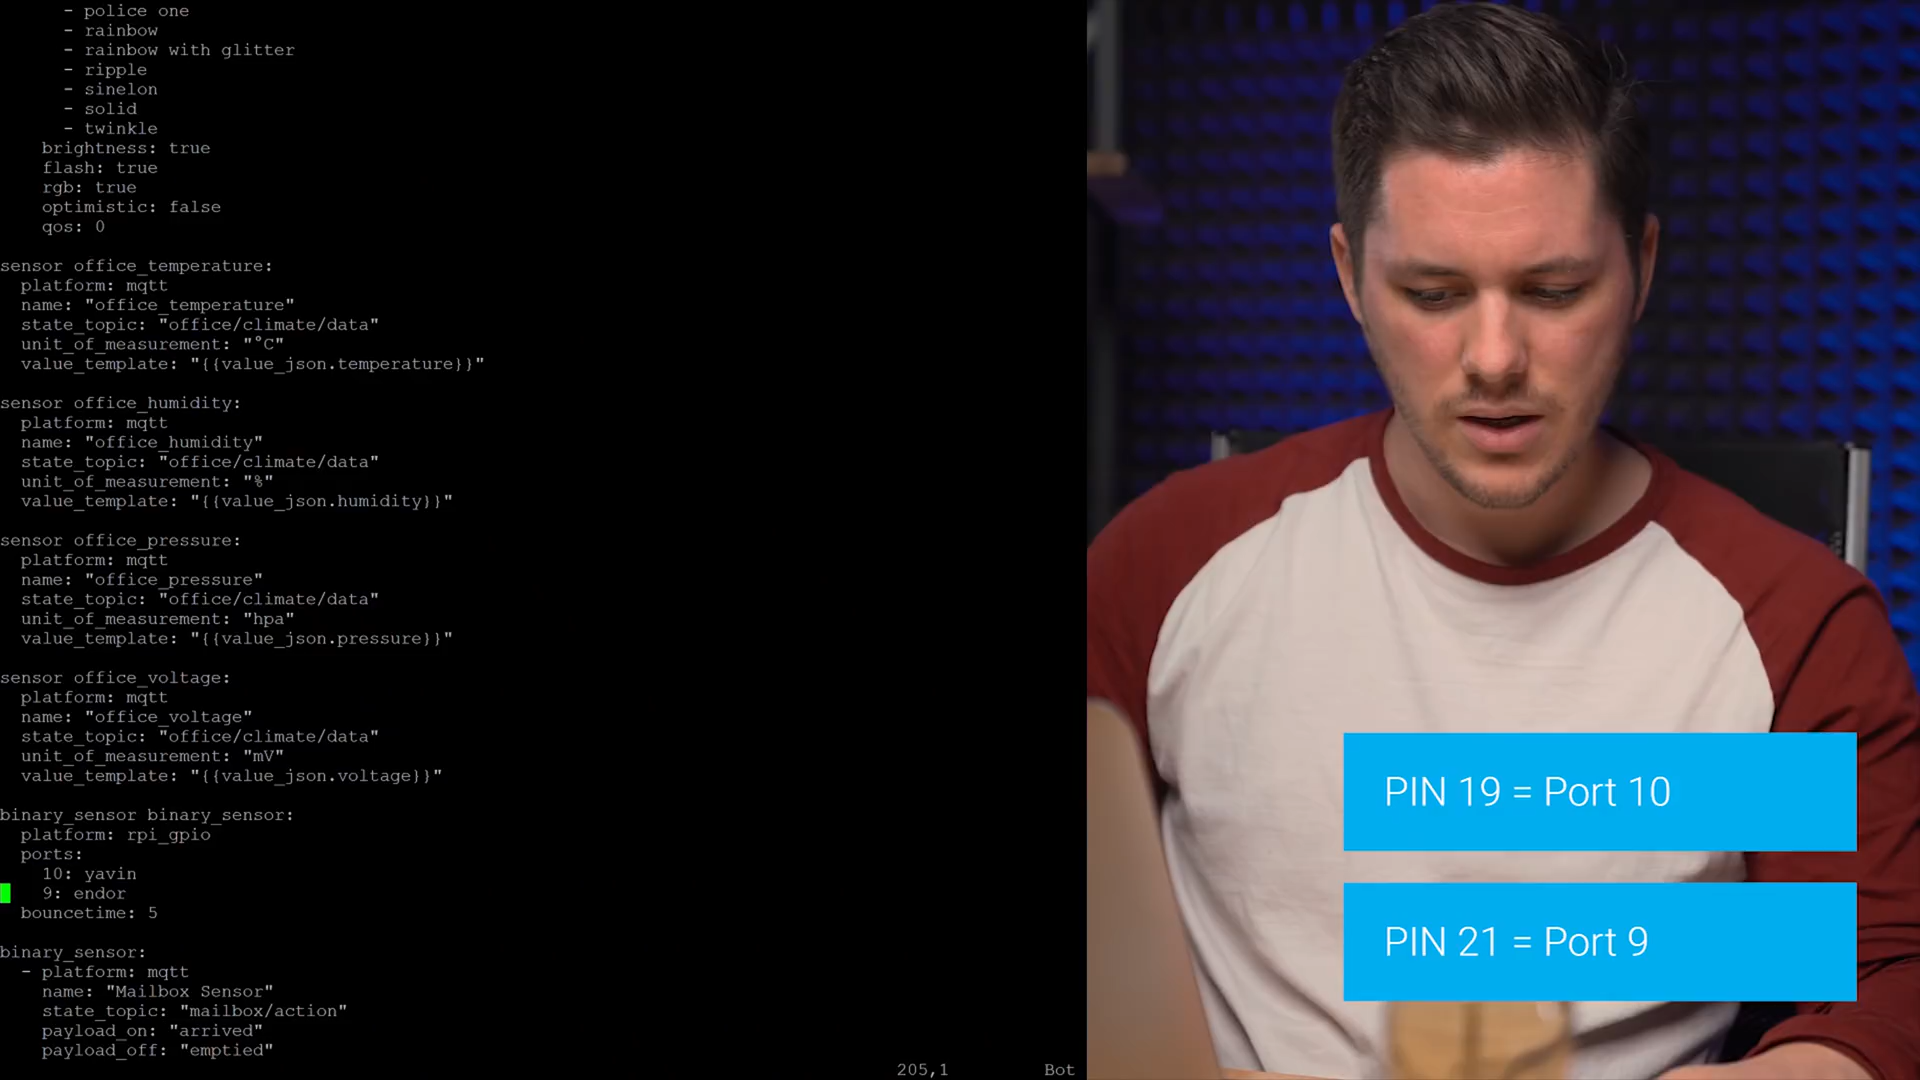 - police one
- rainbow
- rainbow with glitter
- ripple
- sinelon
- solid
- twinkle
brightness: true
flash: true
rgb: true
optimistic: false
qos: 0
sensor office_temperature:
platform: mqtt
name: "office_temperature"
state_topic: "office/climate/data"
unit_of_measurement: "°C"
value_template: "{{value_json.temperature}}"
sensor office_humidity:
platform: mqtt
name: "office_humidity"
state_topic: "office/climate/data"
unit_of_measurement: "%"
value_template: "{{value_json.humidity}}"
sensor office_pressure:
platform: mqtt
name: "office_pressure"
state_topic: "office/climate/data"
unit_of_measurement: "hpa"
value_template: "{{value_json.pressure}}"
sensor office_voltage:
platform: mqtt
name: "office_voltage"
state_topic: "office/climate/data"
unit_of_measurement: "mV"
value_template: "{{value_json.voltage}}"
binary_sensor binary_sensor:
platform: rpi_gpio
ports:
10: yavin
9: endor
bouncetime: 5
binary_sensor:
- platform: mqtt
name: "Mailbox Sensor"
state_topic: "mailbox/action"
payload_on: "arrived"
payload_off: "emptied"
205,1 Bot
PIN 19 = Port 10
PIN 21 = Port 9